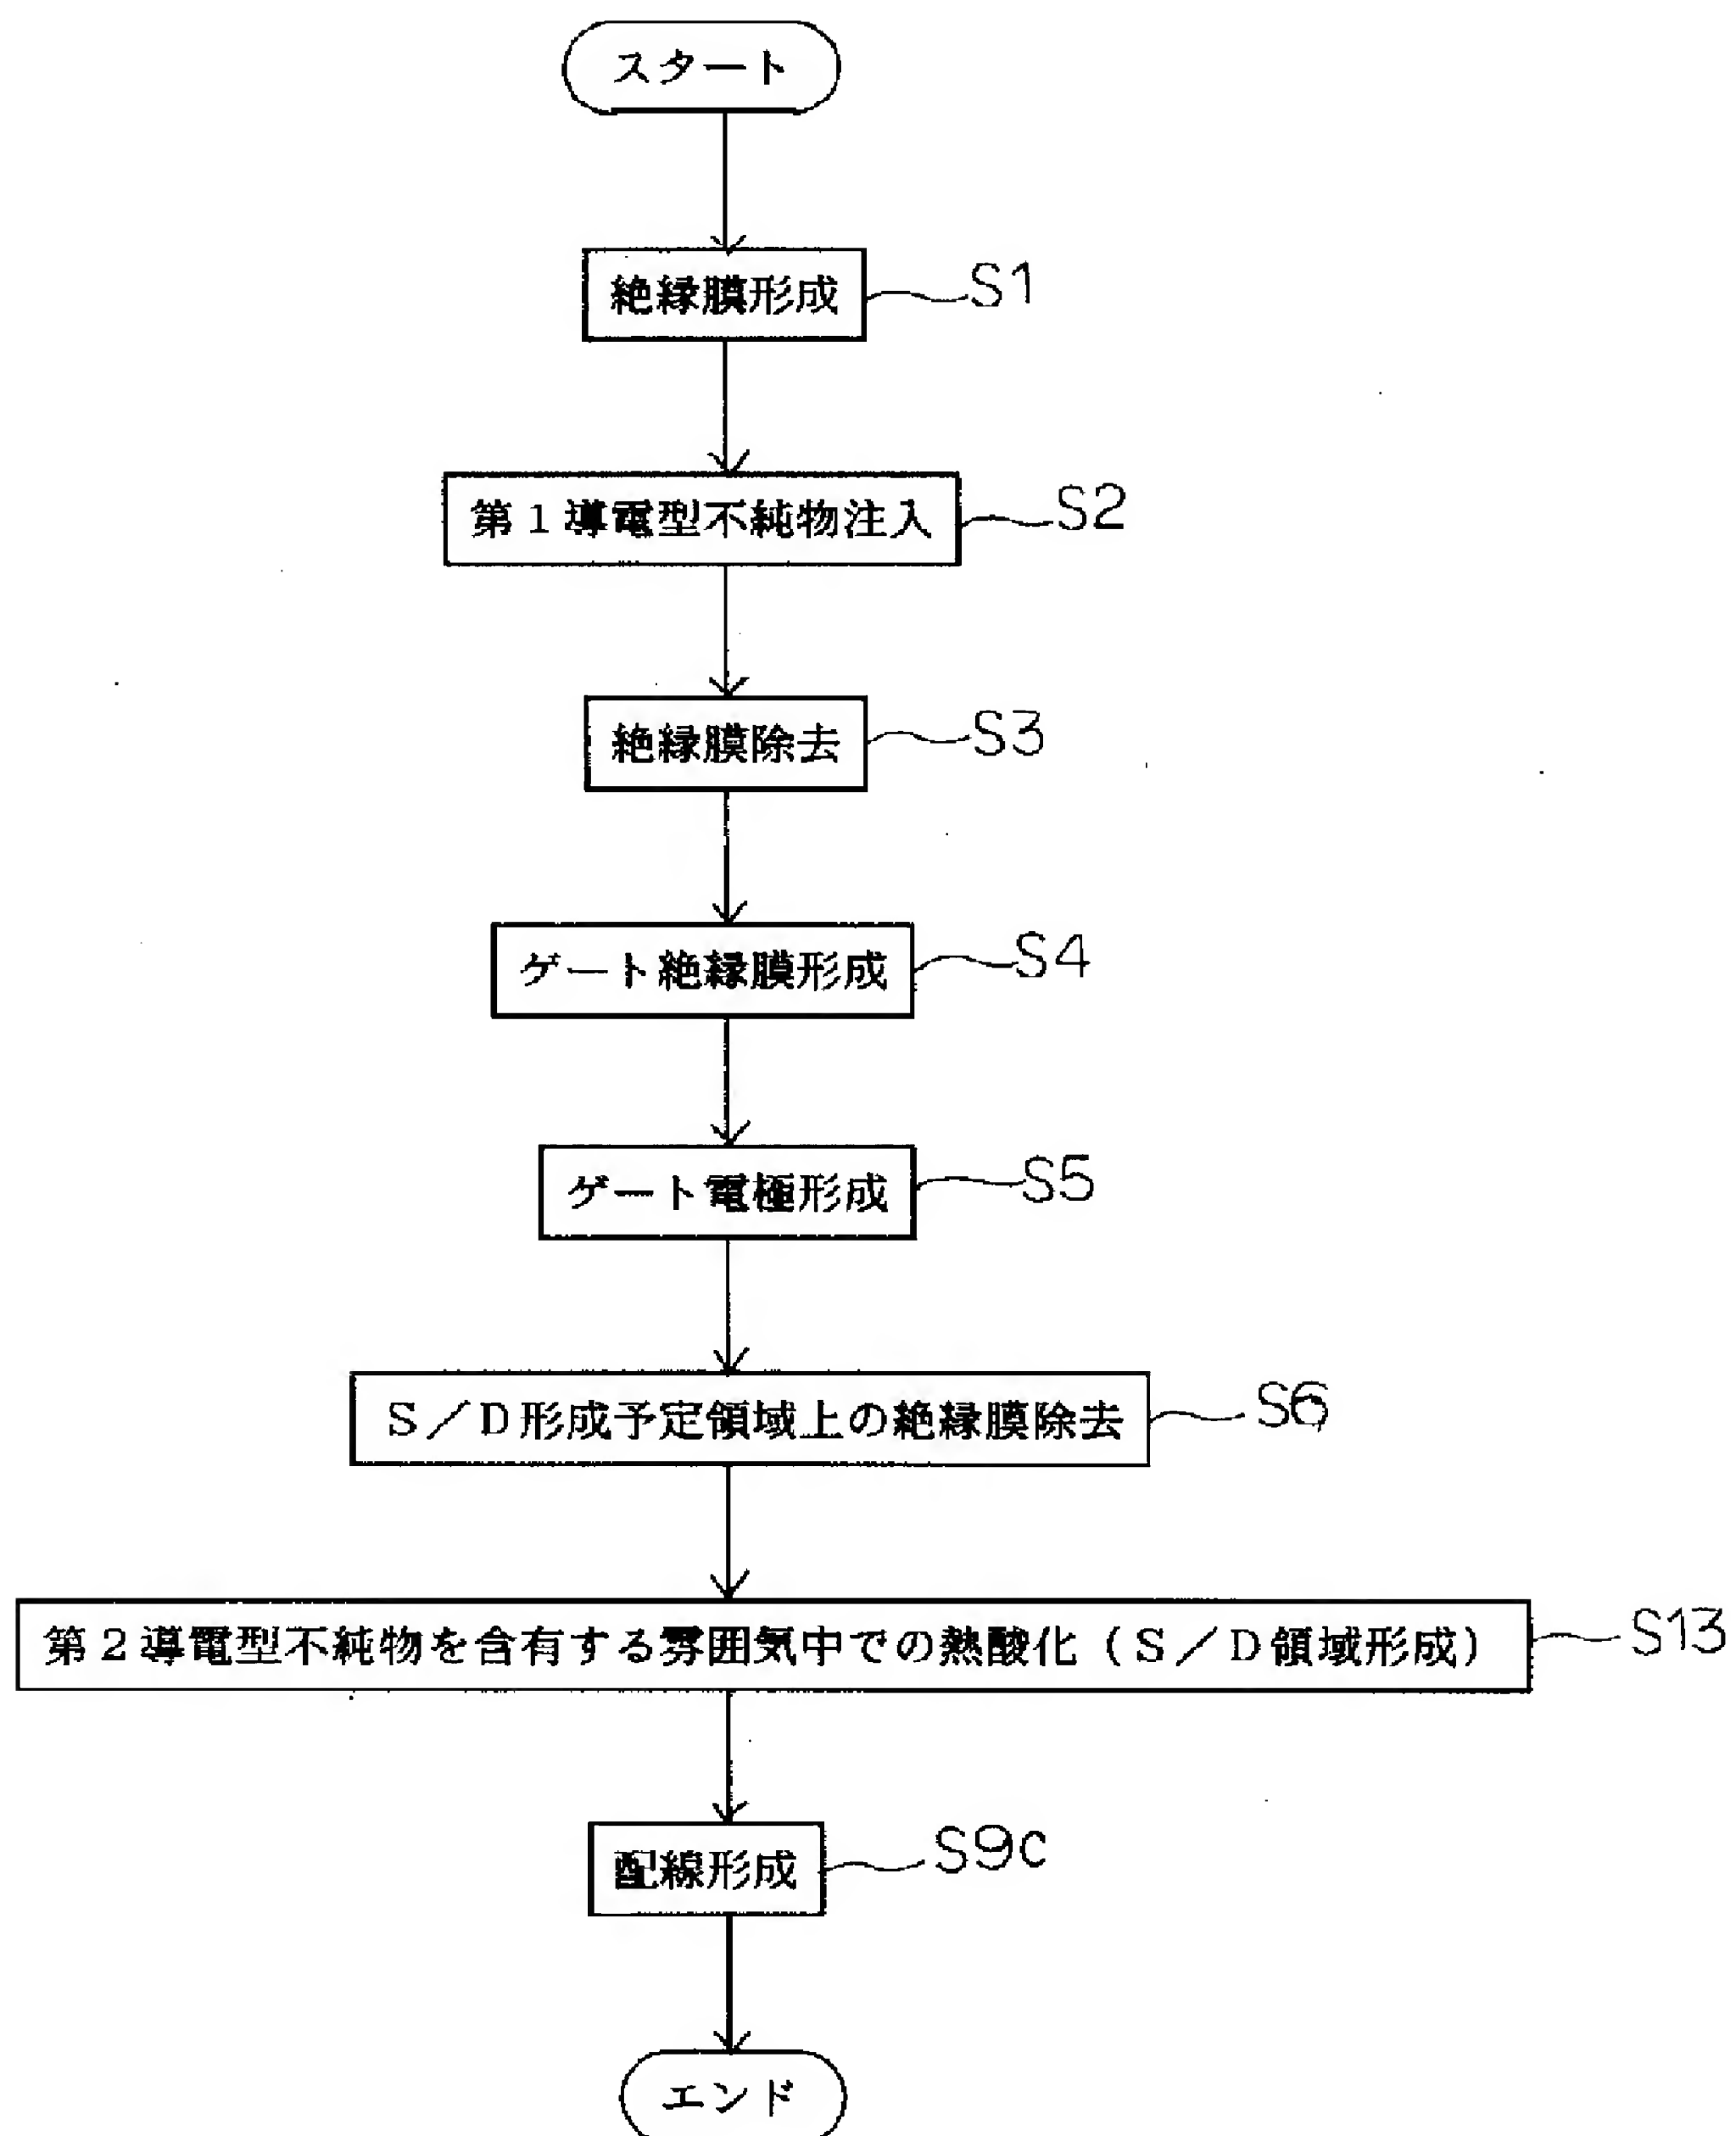 スタート
絶縁膜形成 S1
第1導電型不純物注入 S2
絶縁膜除去 S3
ゲート絶縁膜形成 S4
ゲート電極形成 S5
S/D形成予定領域上の絶縁膜除去 S6
第2導電型不純物を含有する雰囲気中での熱酸化(S/D領域形成) S13
配線形成 S9c
エンド